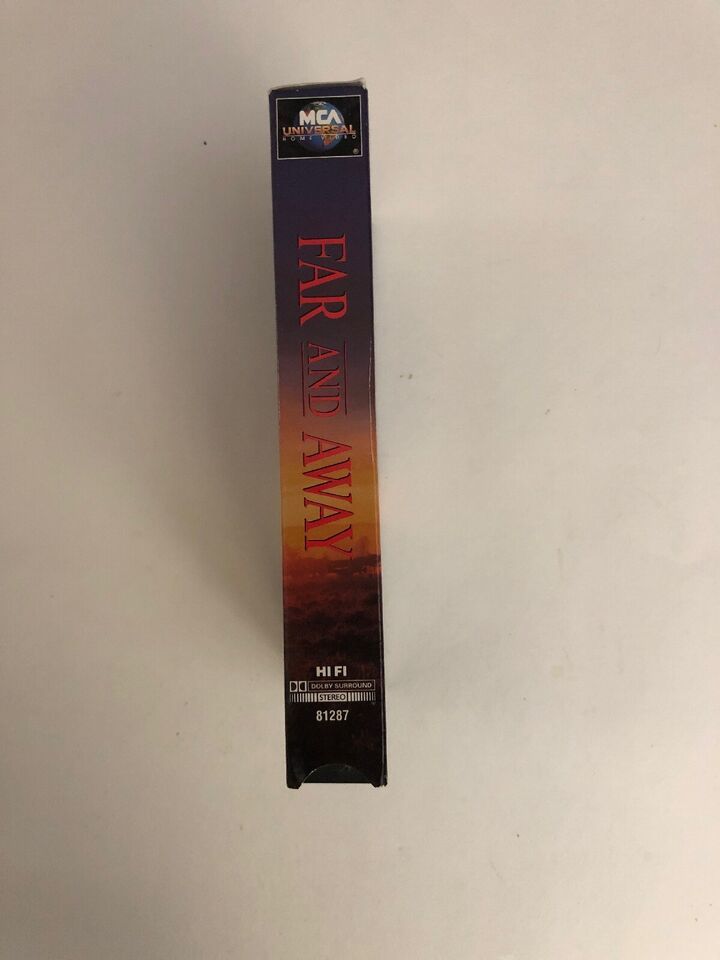 MCA
UNIVERSAL
HOME VIDEO
®
FAR AND AWAY
HI FI
DOLBY SURROUND
STEREO
81287